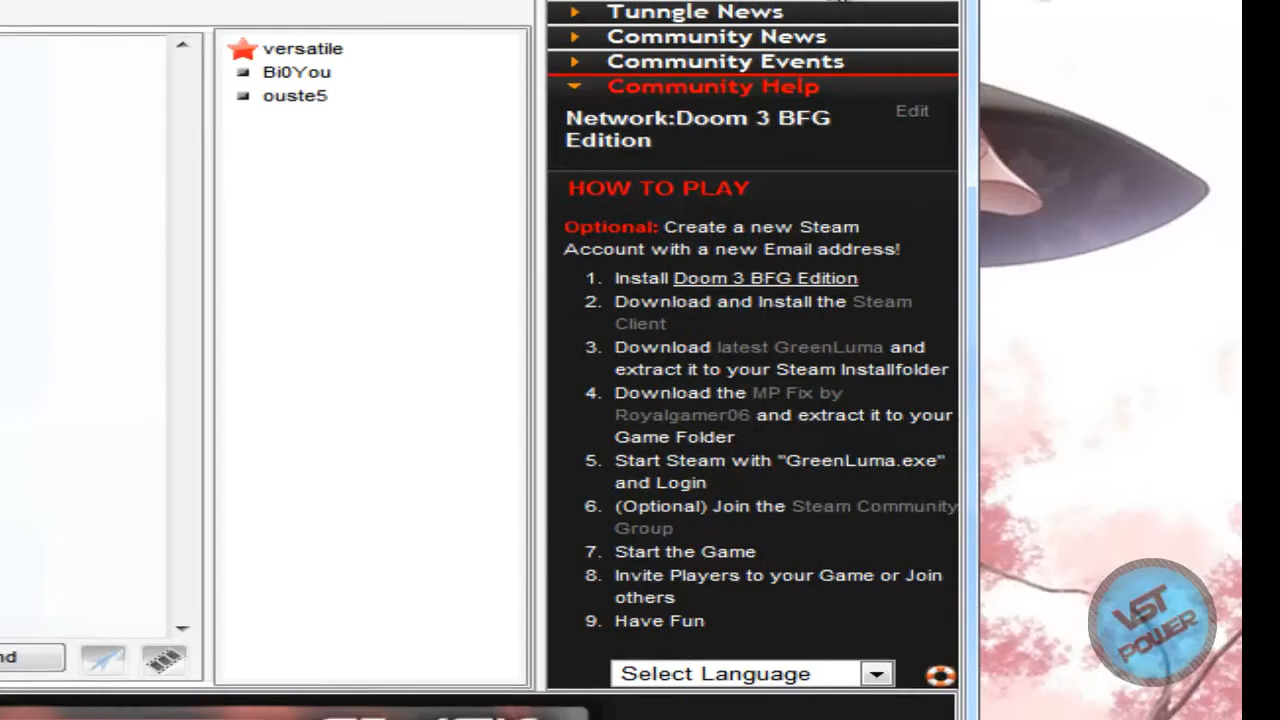 Tunngle News
Community News
Community Events
Community Help
versatile
Bi0You
ouste5
Network:Doom 3 BFG
Edition
Edit
HOW TO PLAY
Optional: Create a new Steam
Account with a new Email address!
1. Install Doom 3 BFG Edition
2. Download and Install the Steam
Client
3. Download latest GreenLuma and
extract it to your Steam Installfolder
4. Download the MP Fix by
Royalgamer06 and extract it to your
Game Folder
5. Start Steam with "GreenLuma.exe"
and Login
6. (Optional) Join the Steam Community
Group
7. Start the Game
8. Invite Players to your Game or Join
others
9. Have Fun
Select Language
VST
POWER